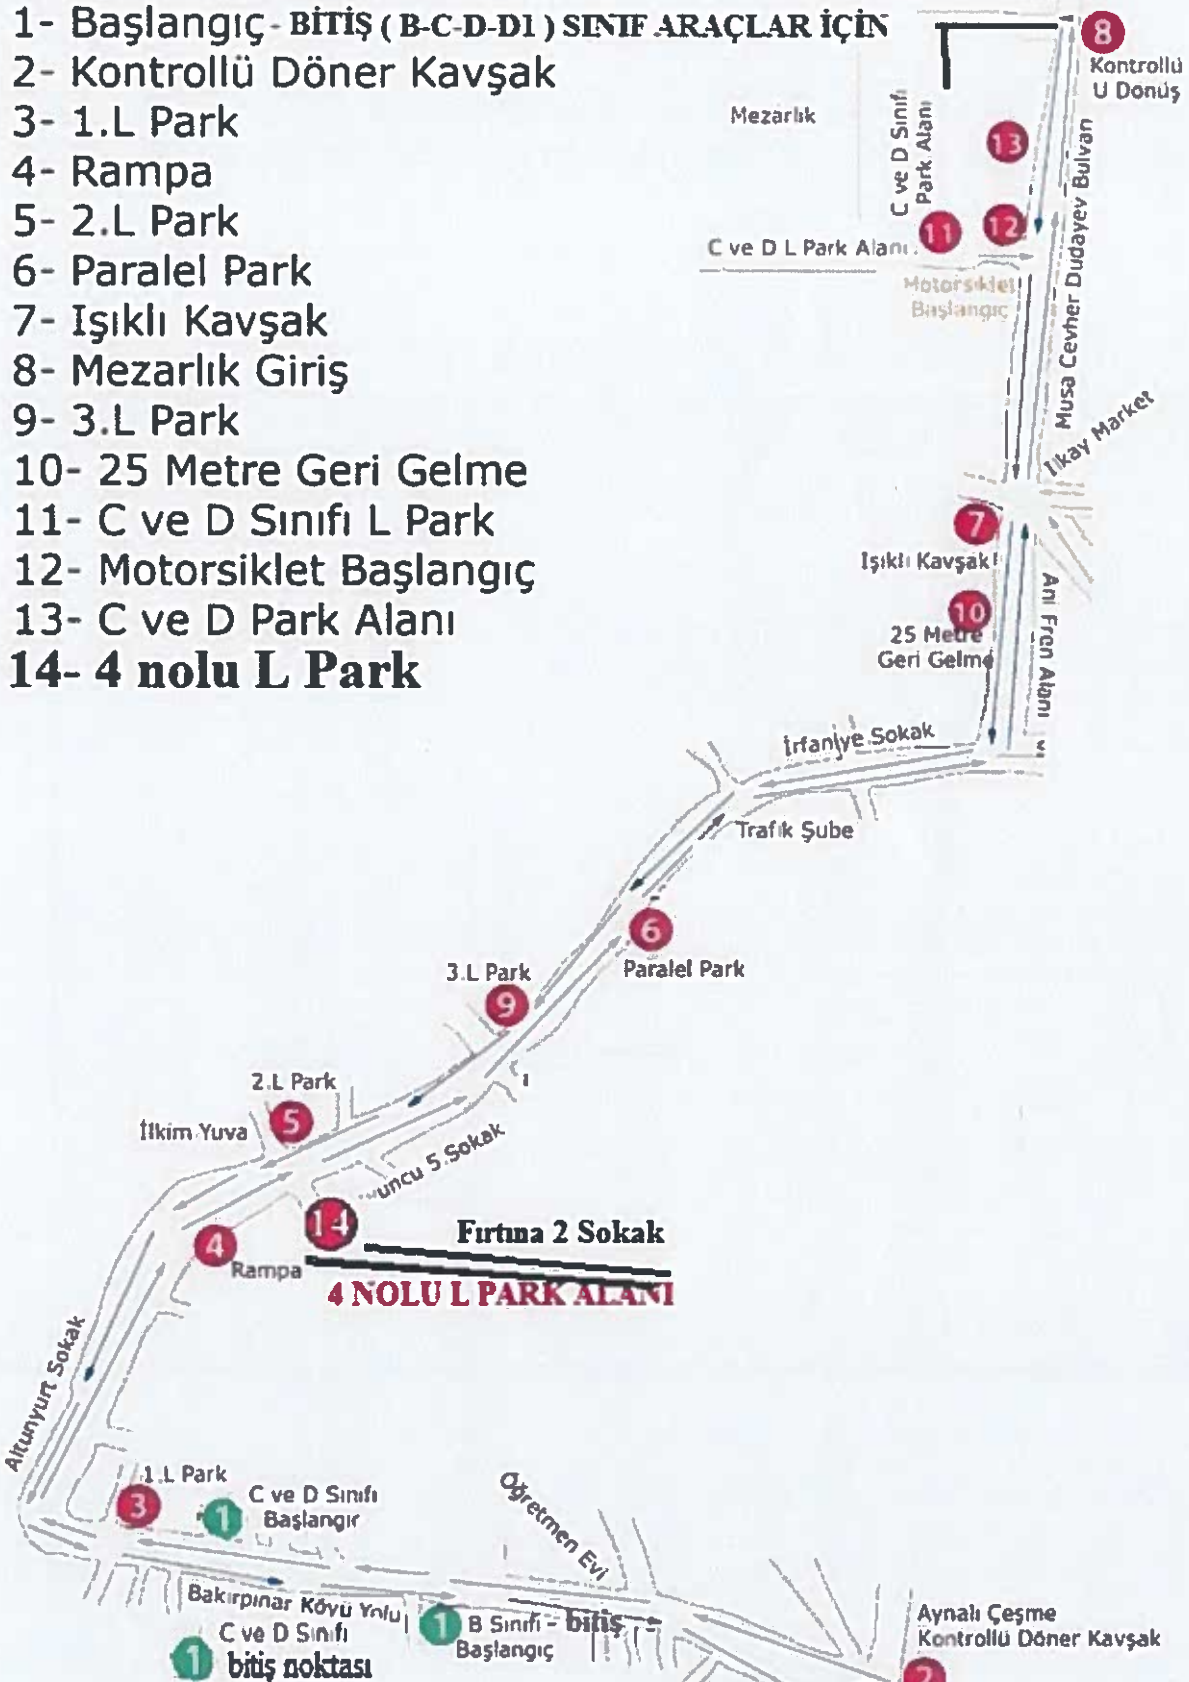 1- Başlangıç - BİTİŞ ( B-C-D-D1 ) SINIF ARAÇLAR İÇİN
2- Kontrollü Döner Kavşak
3- 1.L Park
4- Rampa
5- 2.L Park
6- Paralel Park
7- Işıklı Kavşak
8- Mezarlık Giriş
9- 3.L Park
10- 25 Metre Geri Gelme
11- C ve D Sınıfı L Park
12- Motorsiklet Başlangıç
13- C ve D Park Alanı
14- 4 nolu L Park
8
Kontrollü
U Dönüş
Mezarlık
C ve D Sınıfı
Park Alanı
13
Musa Cevher Dudayev Bulvarı
11
12
C ve D L Park Alanı
Motorsiklet
Başlangıç
İlkay Market
7
Işıklı Kavşak
10
25 Metre
Geri Gelme
Ani Fren Alanı
İrfaniye Sokak
Trafik Şube
6
Paralel Park
3.L Park
9
2.L Park
5
İlkim Yuva
uncu 5.Sokak
14
Fırtına 2 Sokak
4
Rampa
4 NOLU L PARK ALANI
Altunyurt Sokak
1.L Park
3
C ve D Sınıfı
1
Başlangıç
Öğretmen Evi
Bakırpınar Köyü Yolu
1
B Sınıfı - bitiş
Başlangıç
C ve D Sınıfı
1
bitiş noktası
Aynalı Çeşme
Kontrollü Döner Kavşak
2